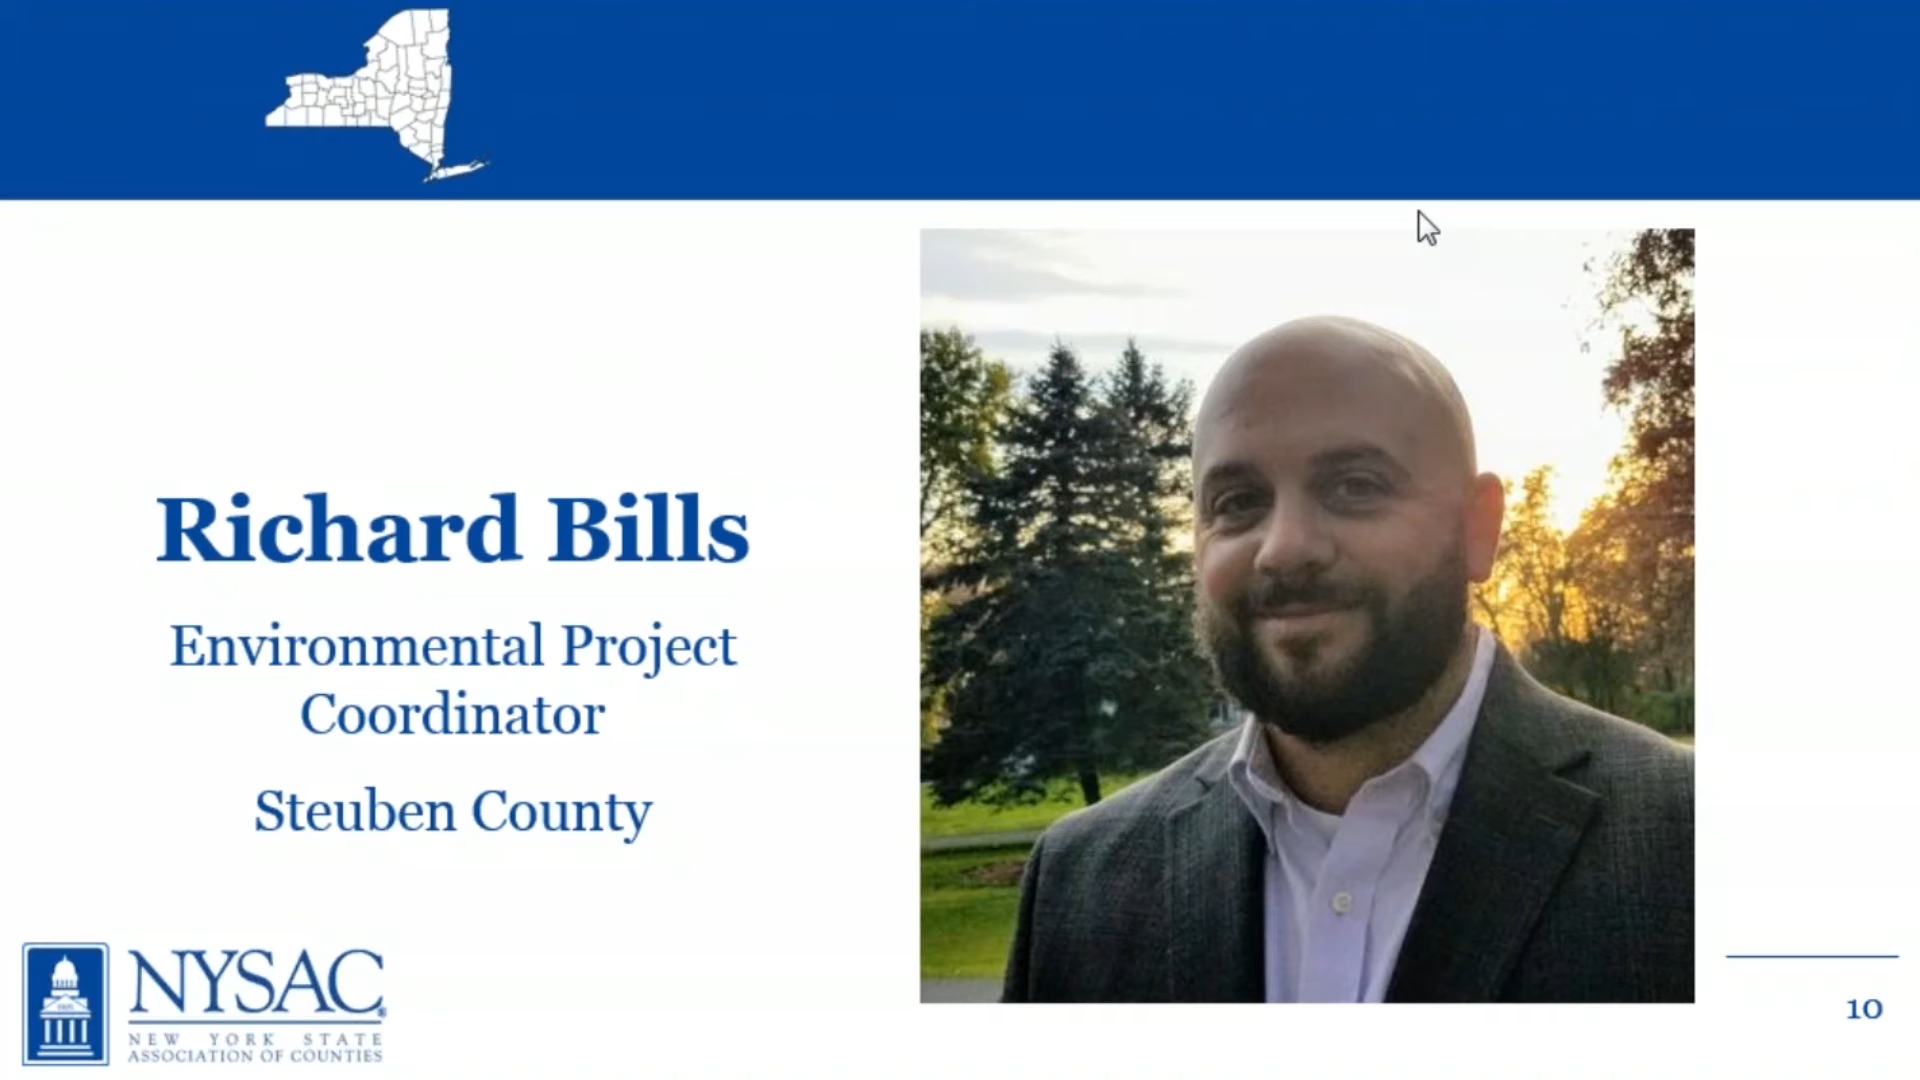 Richard Bills
Environmental Project
Coordinator
Steuben County
NYSAC
NEW YORK STATE
ASSOCIATION OF COUNTIES
10